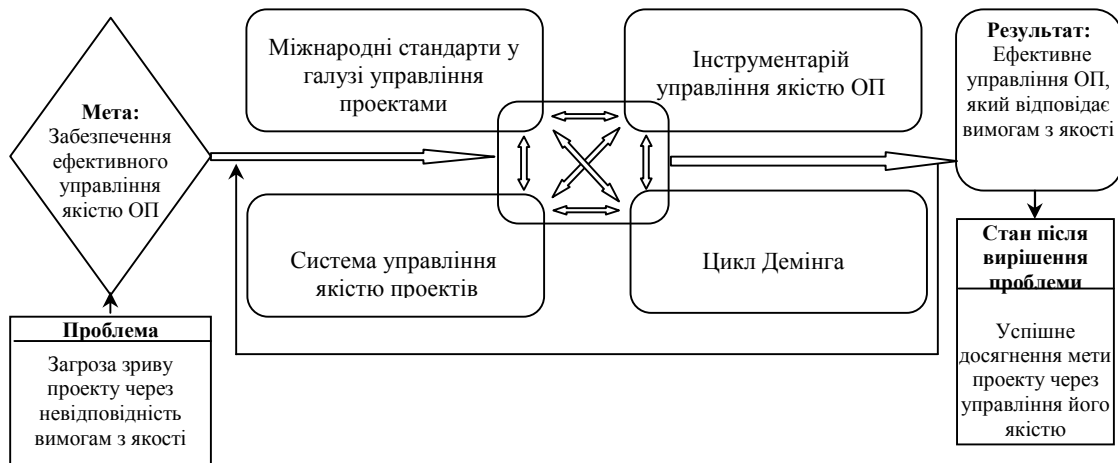 Мета:
Забезпечення
ефективного
управління
якістю ОП
Проблема
Загроза зриву
проекту через
невідповідність
вимогам з якості
Міжнародні стандарти у
галузі управління
проектами
Інструментарій
управління якістю ОП
Система управління
якістю проектів
Цикл Демінга
Результат:
Ефективне
управління ОП,
який відповідає
вимогам з якості
Стан після
вирішення
проблеми
Успішне
досягнення мети
проекту через
управління його
якістю